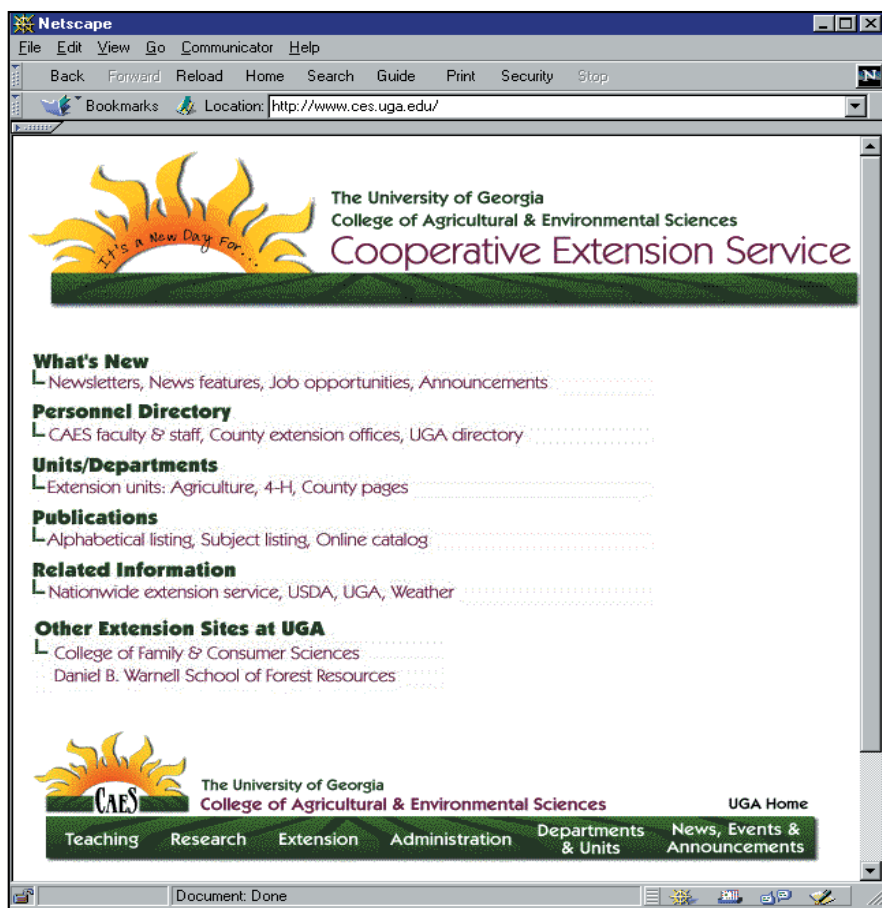 Netscape
File Edit View Go Communicator Help
Back Forward Reload Home Search Guide Print Security Stop
N
Bookmarks Location: http://www.ces.uga.edu/
It's a New Day For...
The University of Georgia
College of Agricultural & Environmental Sciences
Cooperative Extension Service
What's New
Newsletters, News features, Job opportunities, Announcements
Personnel Directory
CAES faculty & staff, County extension offices, UGA directory
Units/Departments
Extension units: Agriculture, 4-H, County pages
Publications
Alphabetical listing, Subject listing, Online catalog
Related Information
Nationwide extension service, USDA, UGA, Weather
Other Extension Sites at UGA
College of Family & Consumer Sciences
Daniel B. Warnell School of Forest Resources
CAES
The University of Georgia
College of Agricultural & Environmental Sciences UGA Home
Teaching Research Extension Administration Departments & Units News, Events & Announcements
Document: Done